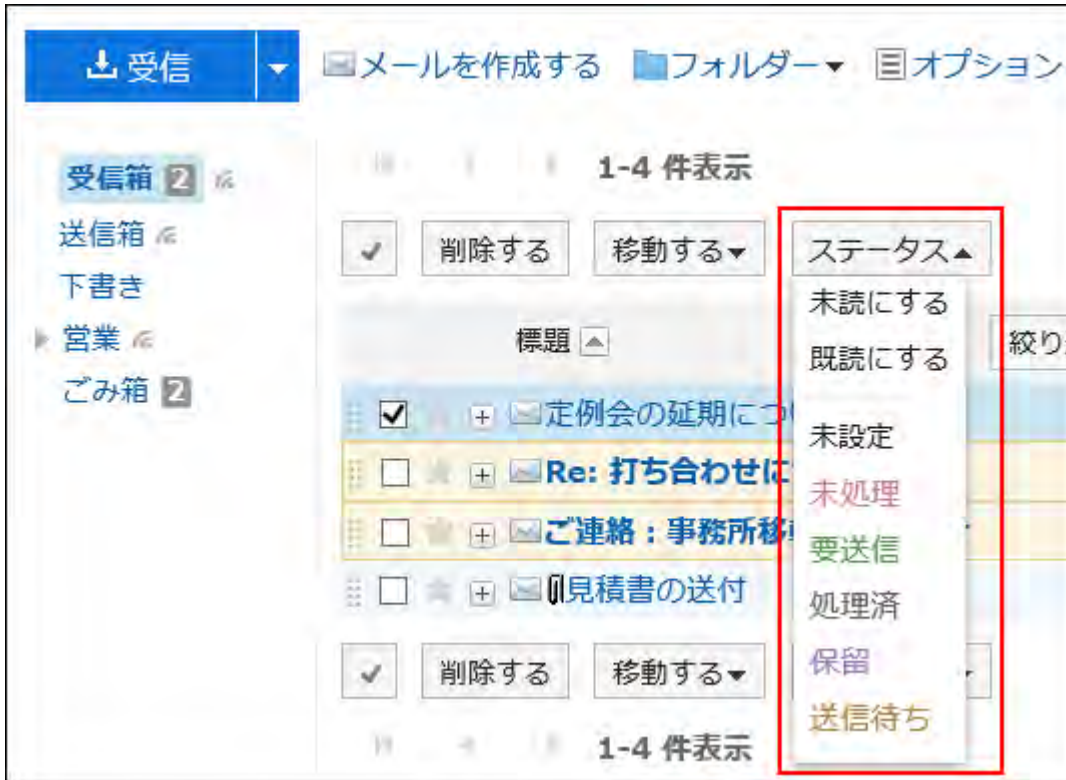 受信 メールを作成する フォルダー オプション
受信箱 2
送信箱
下書き
営業
ごみ箱 2
1-4 件表示
削除する 移動する ステータス
未読にする
既読にする
未設定
未処理
要送信
処理済
保留
送信待ち
標題 絞り
定例会の延期につ
Re: 打ち合わせに
ご連絡：事務所移
見積書の送付
削除する 移動する
1-4 件表示